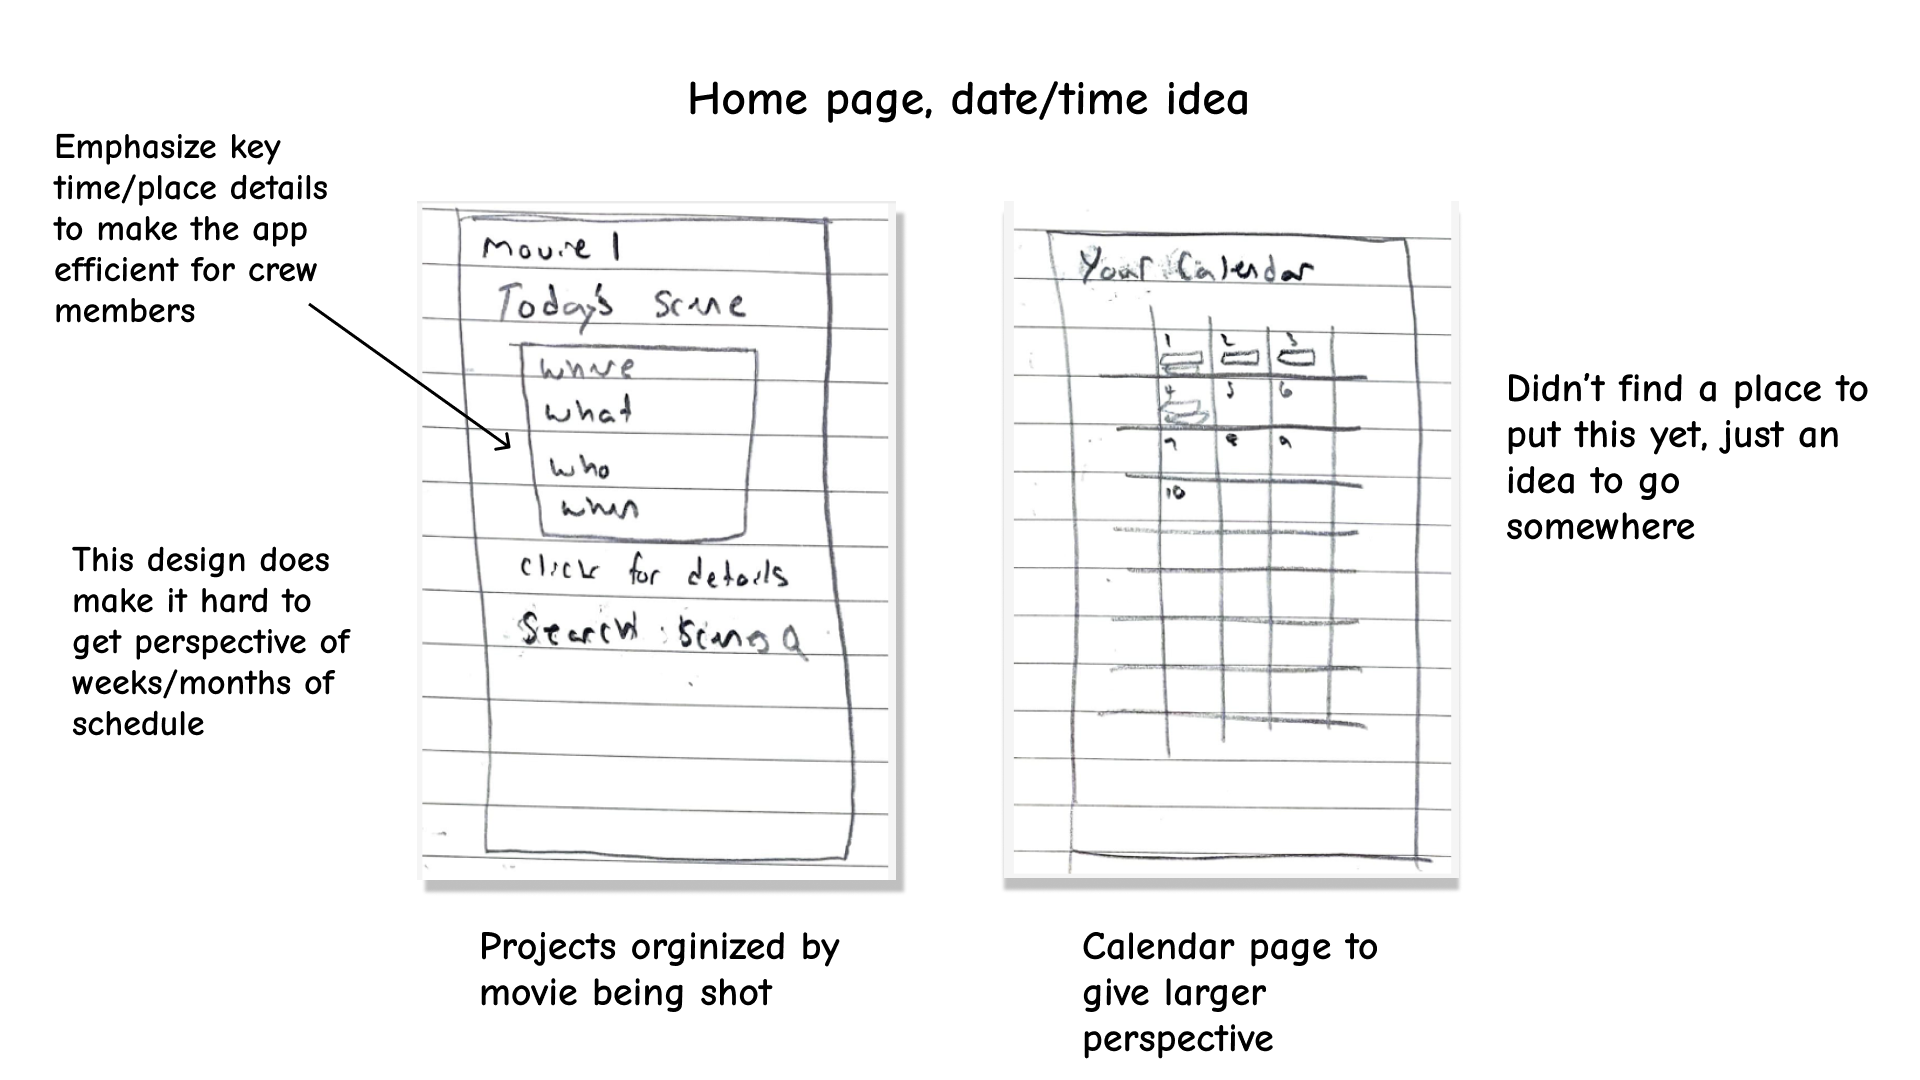 Home page, date/time idea
Emphasize key
time/place details
to make the app
efficient for crew
members
This design does
make it hard to
get perspective of
weeks/months of
schedule
Movie 1
Today's scene
where
what
who
when
click for details
Search scenes
Projects orginized by
movie being shot
Your Calendar
1 2 3
4 5 6
7 8 9
10
Calendar page to
give larger
perspective
Didn't find a place to
put this yet, just an
idea to go
somewhere